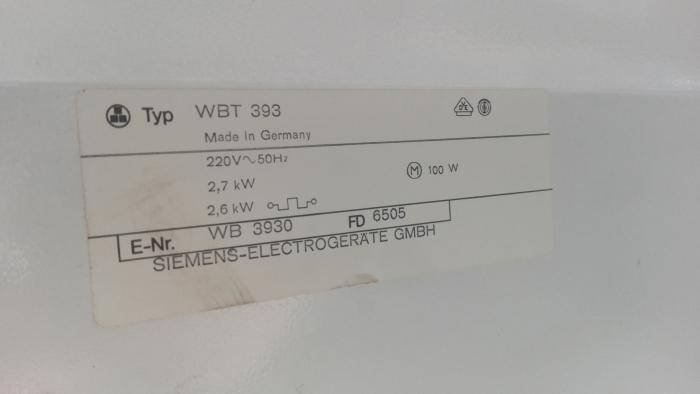 Typ WBT 393
Made in Germany
220V~50Hz
2,7 kW
M 100 W
2,6 kW
E-Nr. WB 3930 FD 6505
SIEMENS-ELECTROGERÄTE GMBH